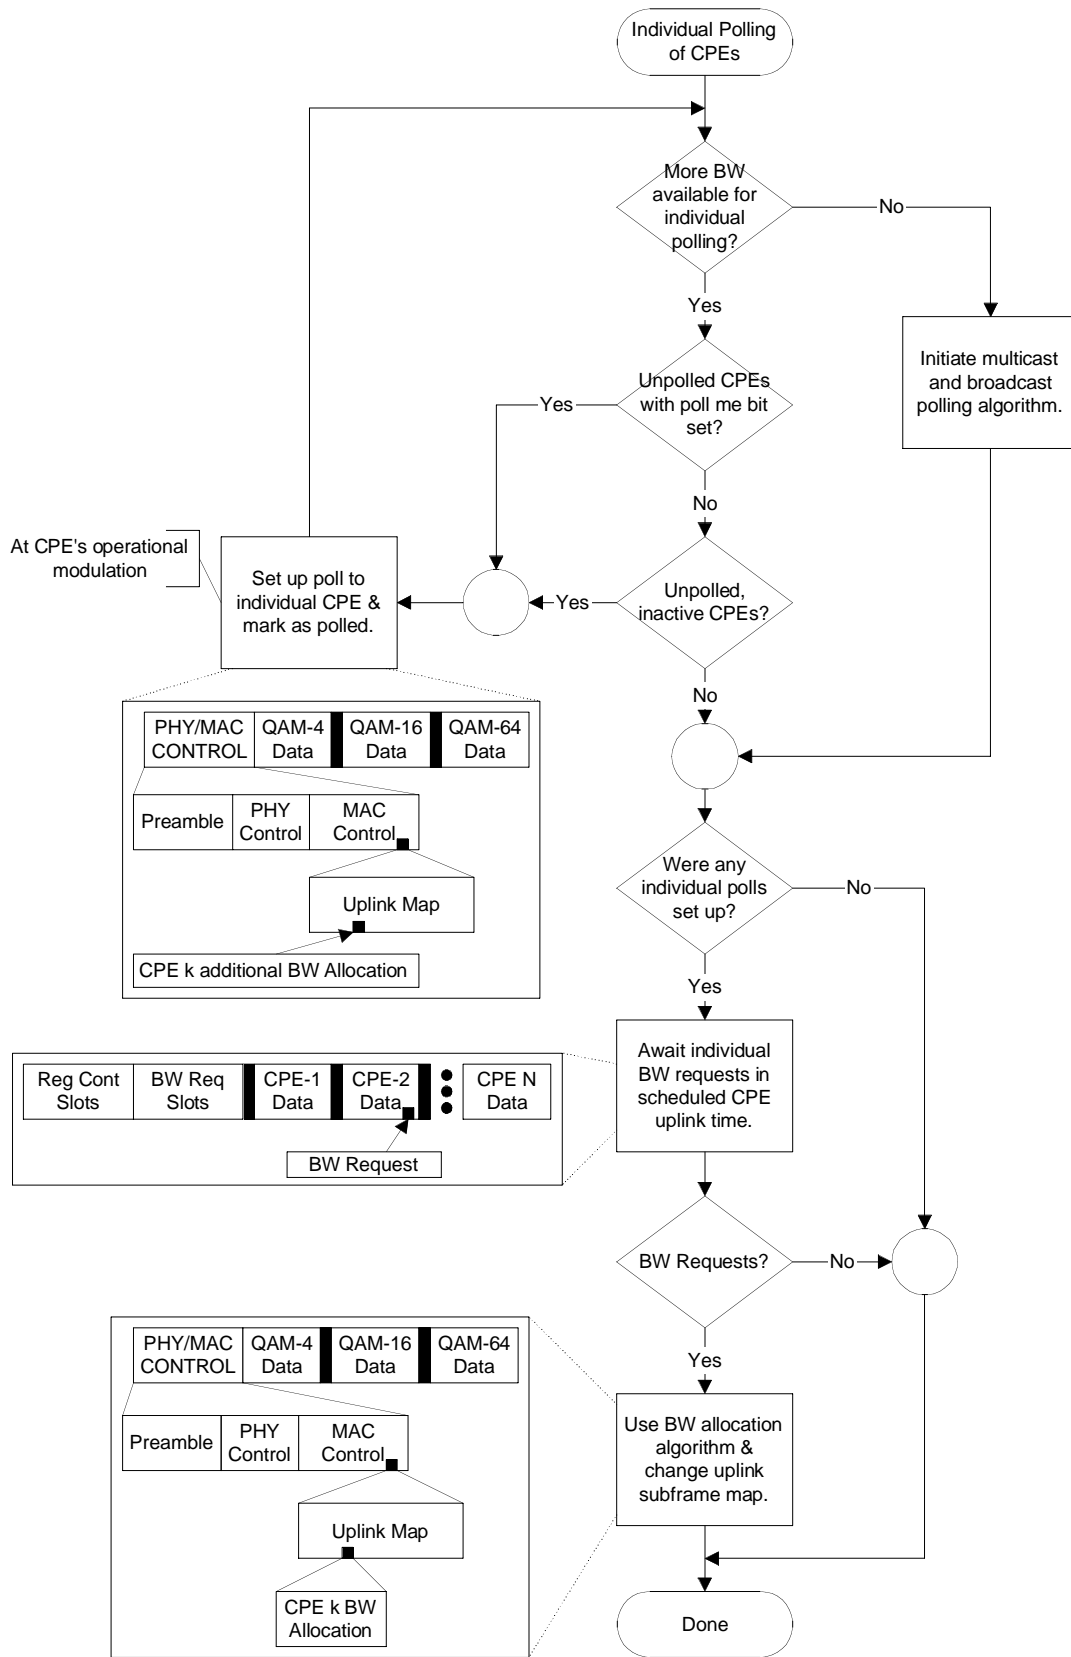 Individual Polling
of CPEs
More BW
available for
individual
polling?
No
Yes
Initiate multicast
and broadcast
polling algorithm.
Unpolled CPEs
with poll me bit
set?
Yes
No
At CPE's operational
modulation
Set up poll to
individual CPE &
mark as polled.
Unpolled,
inactive CPEs?
Yes
No
PHY/MAC
CONTROL
QAM-4
Data
QAM-16
Data
QAM-64
Data
Preamble
PHY
Control
MAC
Control
Uplink Map
CPE k additional BW Allocation
Were any
individual polls
set up?
No
Yes
Await individual
BW requests in
scheduled CPE
uplink time.
Reg Cont
Slots
BW Req
Slots
CPE-1
Data
CPE-2
Data
CPE N
Data
BW Request
BW Requests?
No
Yes
PHY/MAC
CONTROL
QAM-4
Data
QAM-16
Data
QAM-64
Data
Preamble
PHY
Control
MAC
Control
Uplink Map
CPE k BW
Allocation
Use BW allocation
algorithm &
change uplink
subframe map.
Done